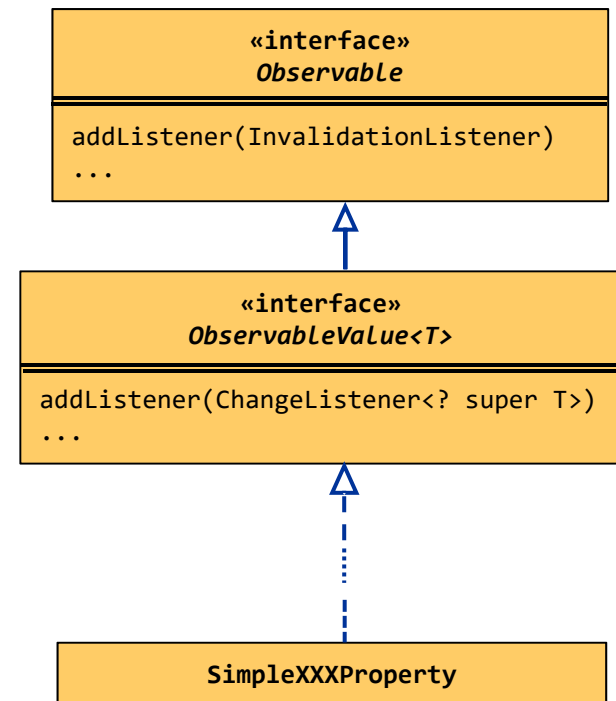 «interface»
Observable
addListener(InvalidationListener)
...
«interface»
ObservableValue<T>
addListener(ChangeListener<? super T>)
...
SimpleXXXProperty